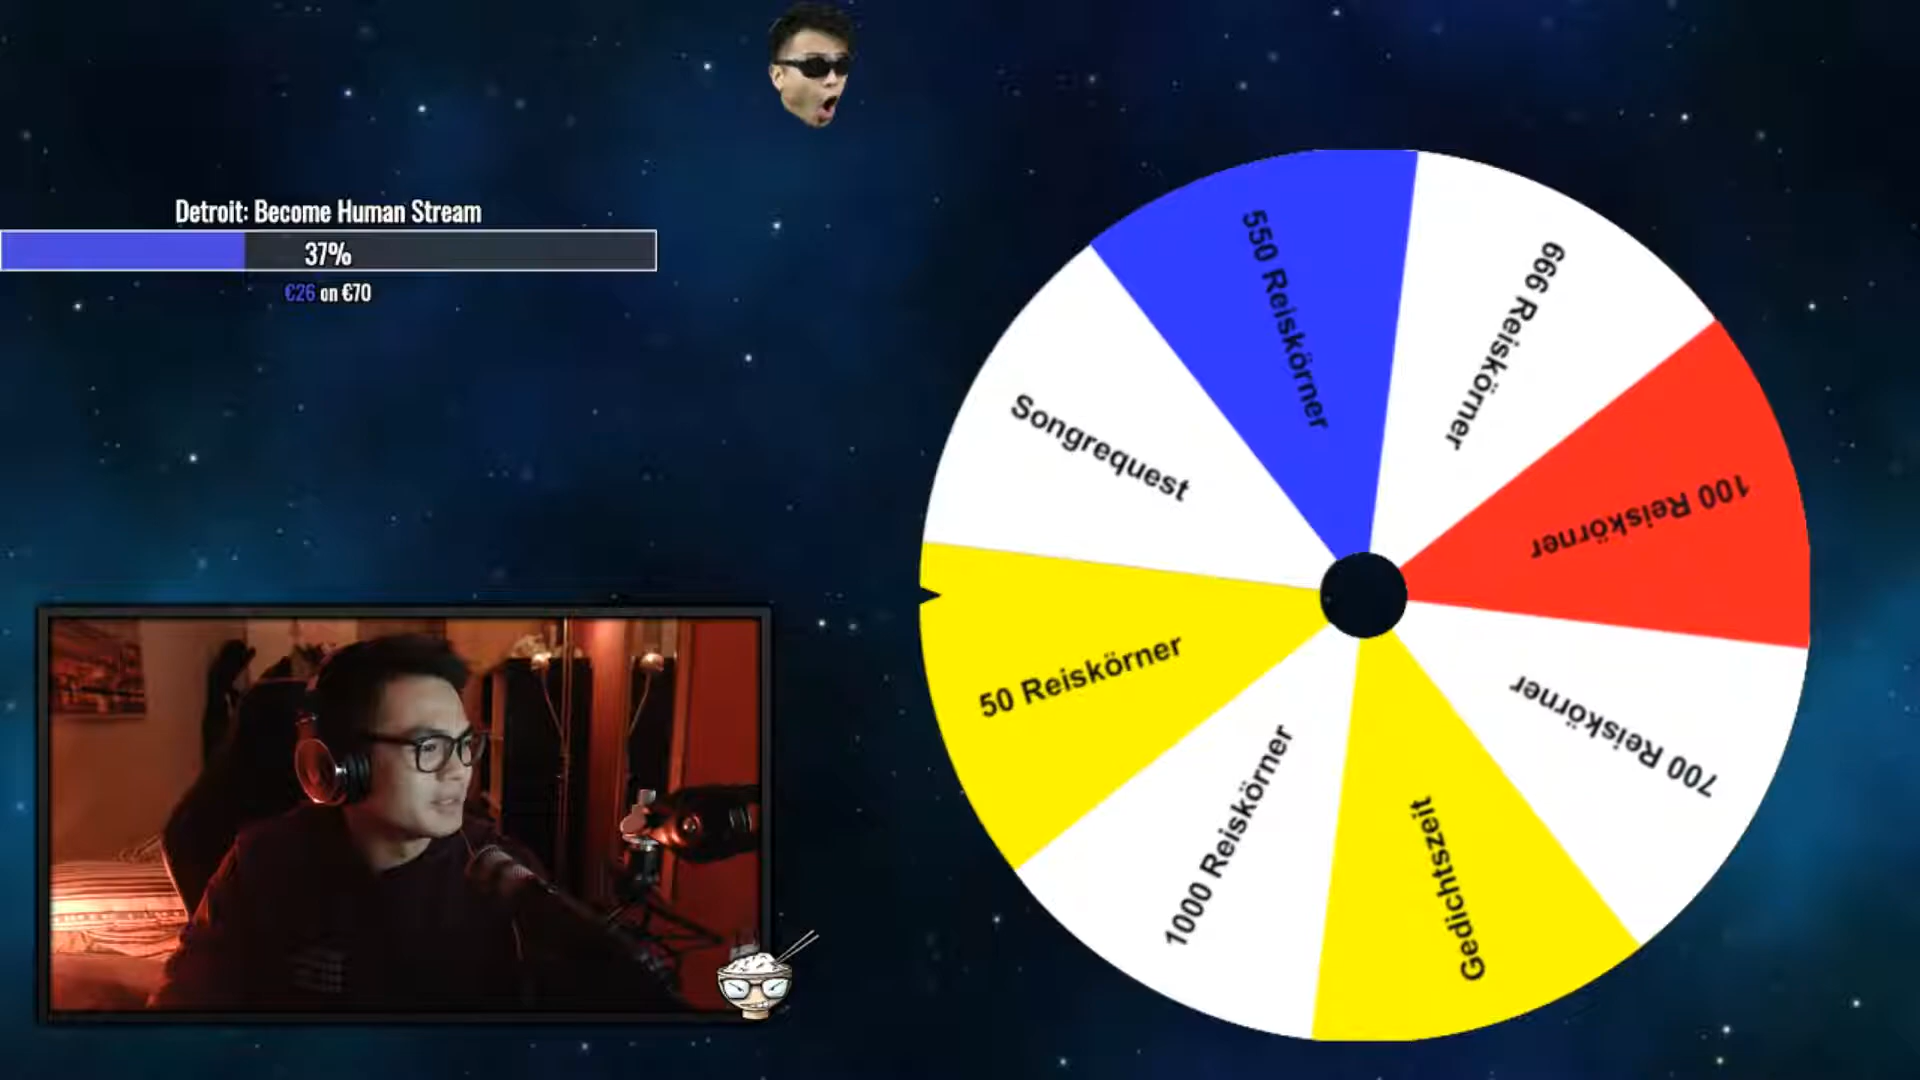 Detroit: Become Human Stream
37%
€26 on €70
550 Reiskörner
666 Reiskörner
100 Reiskörner
700 Reiskörner
Gedichtszeit
1000 Reiskörner
50 Reiskörner
Songrequest